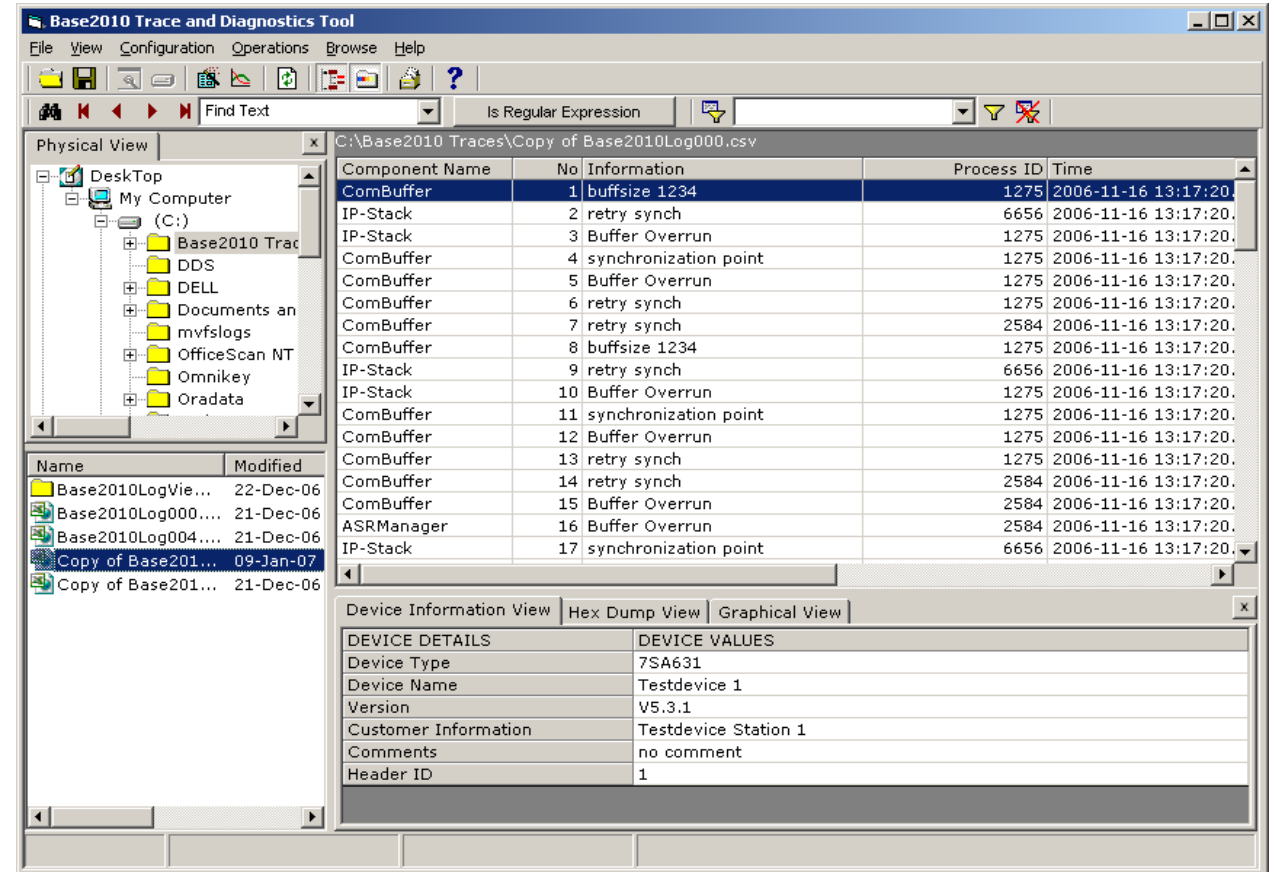 Base2010 Trace and Diagnostics Tool
File View Configuration Operations Browse Help
Find Text Is Regular Expression
Physical View
DeskTop
My Computer
(C:)
Base2010 Trac
DDS
DELL
Documents an
mvfslogs
OfficeScan NT
Omnikey
Oradata
Name Modified
Base2010LogVie... 22-Dec-06
Base2010Log000.... 21-Dec-06
Base2010Log004.... 21-Dec-06
Copy of Base201... 09-Jan-07
Copy of Base201... 21-Dec-06
C:\Base2010 Traces\Copy of Base2010Log000.csv
Component Name No Information Process ID Time
ComBuffer 1 buffsize 1234 1275 2006-11-16 13:17:20.
IP-Stack 2 retry synch 6656 2006-11-16 13:17:20.
IP-Stack 3 Buffer Overrun 1275 2006-11-16 13:17:20.
ComBuffer 4 synchronization point 1275 2006-11-16 13:17:20.
ComBuffer 5 Buffer Overrun 1275 2006-11-16 13:17:20.
ComBuffer 6 retry synch 1275 2006-11-16 13:17:20.
ComBuffer 7 retry synch 2584 2006-11-16 13:17:20.
ComBuffer 8 buffsize 1234 1275 2006-11-16 13:17:20.
IP-Stack 9 retry synch 6656 2006-11-16 13:17:20.
IP-Stack 10 Buffer Overrun 1275 2006-11-16 13:17:20.
ComBuffer 11 synchronization point 1275 2006-11-16 13:17:20.
ComBuffer 12 Buffer Overrun 1275 2006-11-16 13:17:20.
ComBuffer 13 retry synch 1275 2006-11-16 13:17:20.
ComBuffer 14 retry synch 2584 2006-11-16 13:17:20.
ComBuffer 15 Buffer Overrun 2584 2006-11-16 13:17:20.
ASRManager 16 Buffer Overrun 2584 2006-11-16 13:17:20.
IP-Stack 17 synchronization point 6656 2006-11-16 13:17:20.
Device Information View Hex Dump View Graphical View
DEVICE DETAILS DEVICE VALUES
Device Type 7SA631
Device Name Testdevice 1
Version V5.3.1
Customer Information Testdevice Station 1
Comments no comment
Header ID 1